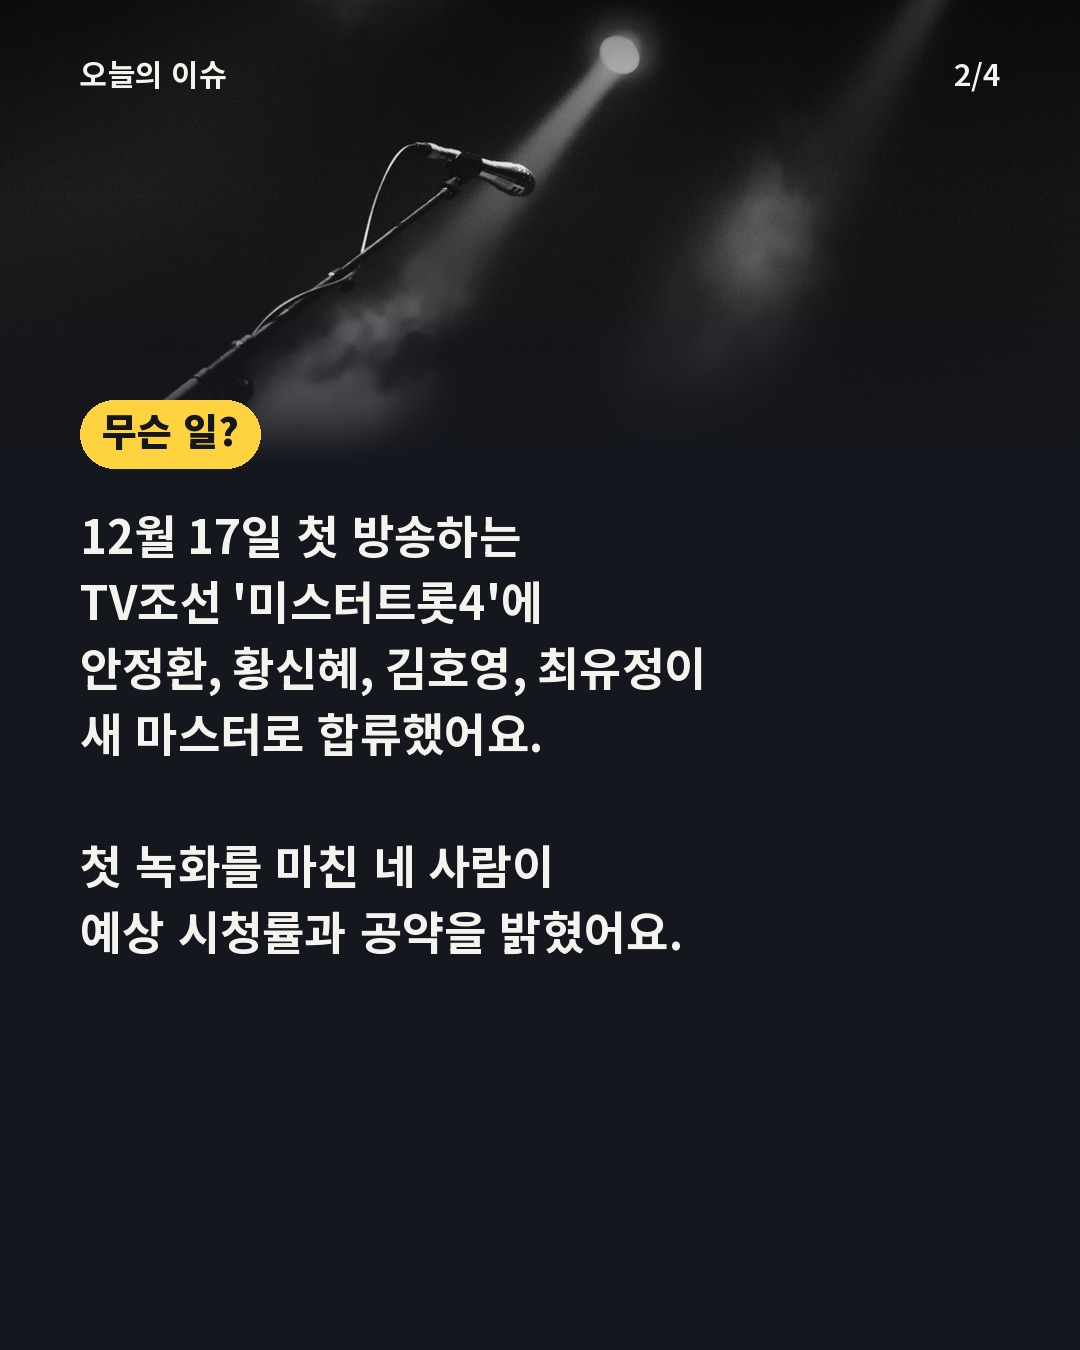 오늘의 이슈
2/4
무슨 일?
12월 17일 첫 방송하는
TV조선 '미스터트롯4'에
안정환, 황신혜, 김호영, 최유정이
새 마스터로 합류했어요.
첫 녹화를 마친 네 사람이
예상 시청률과 공약을 밝혔어요.